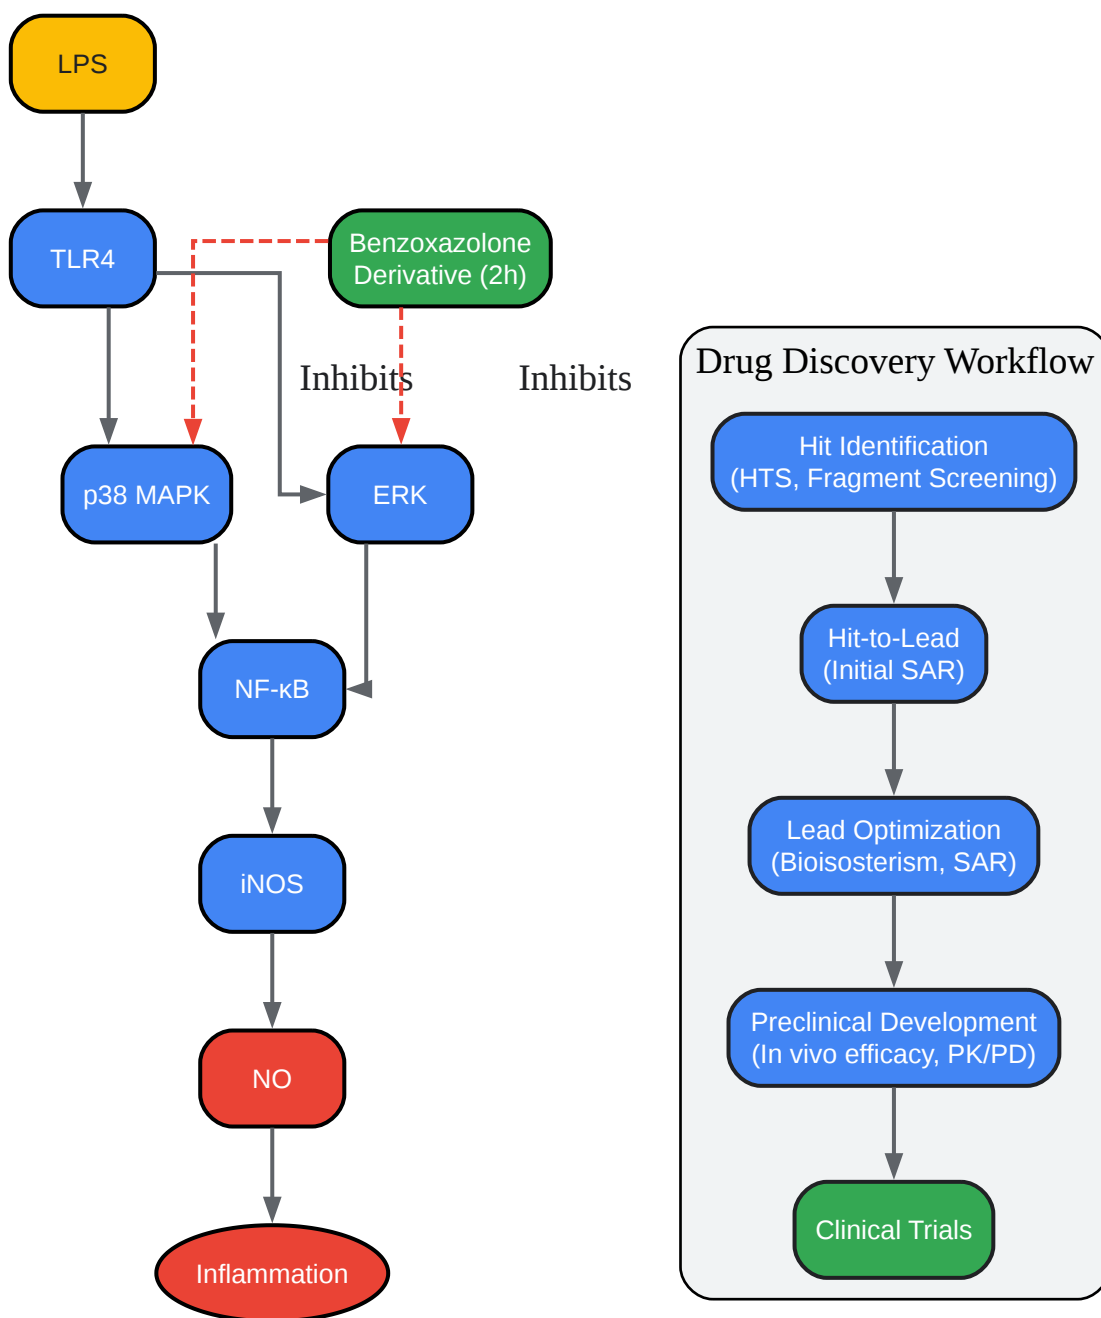 LPS
TLR4
Benzoxazolone
Derivative (2h)
Inhibits
Inhibits
p38 MAPK
ERK
NF-κB
iNOS
NO
Inflammation
Drug Discovery Workflow
Hit Identification
(HTS, Fragment Screening)
Hit-to-Lead
(Initial SAR)
Lead Optimization
(Bioisosterism, SAR)
Preclinical Development
(In vivo efficacy, PK/PD)
Clinical Trials